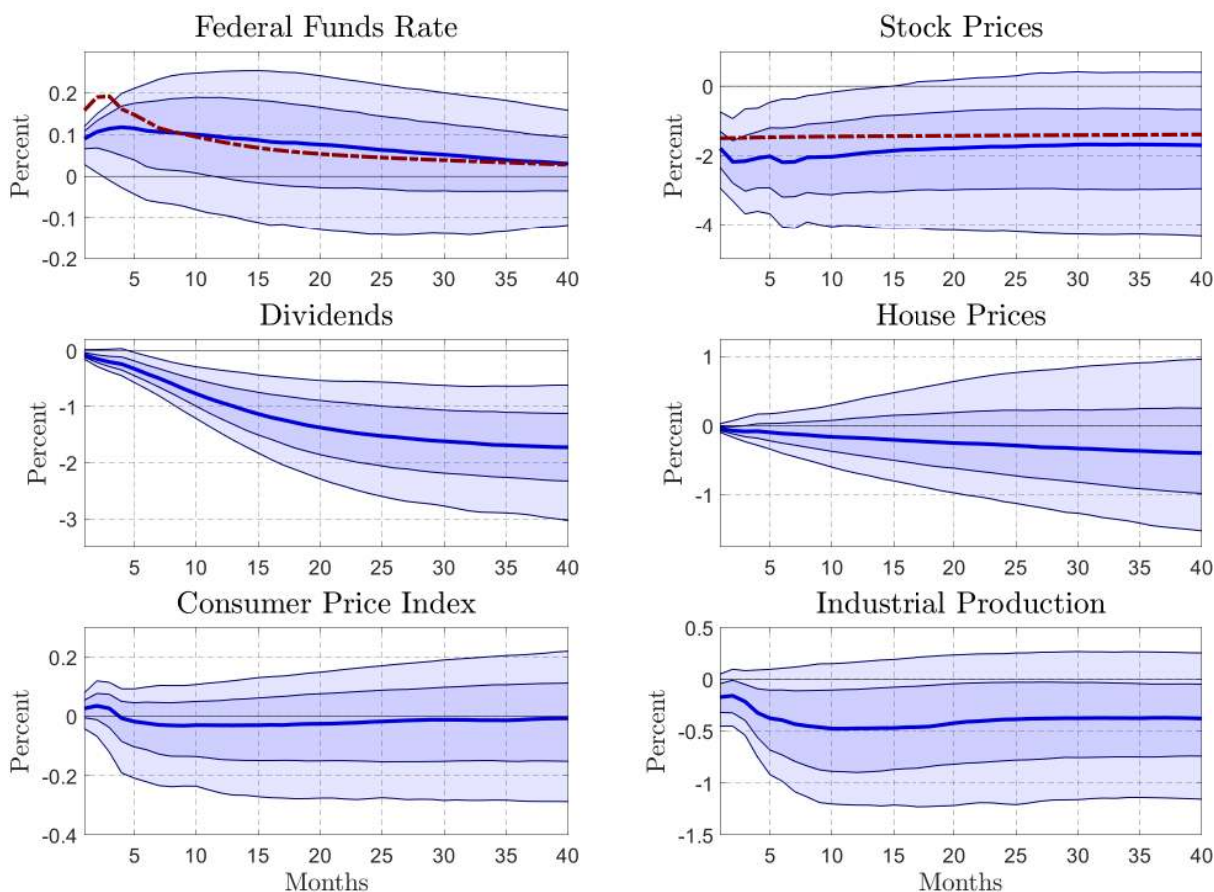 Federal Funds Rate
Percent
0.2
0.1
0
-0.1
-0.2
5 10 15 20 25 30 35 40
Stock Prices
Percent
0
-2
-4
5 10 15 20 25 30 35 40
Dividends
Percent
0
-1
-2
-3
5 10 15 20 25 30 35 40
House Prices
Percent
1
0
-1
5 10 15 20 25 30 35 40
Consumer Price Index
Percent
0.2
0
-0.2
-0.4
5 10 15 20 25 30 35 40
Months
Industrial Production
Percent
0.5
0
-0.5
-1
-1.5
5 10 15 20 25 30 35 40
Months